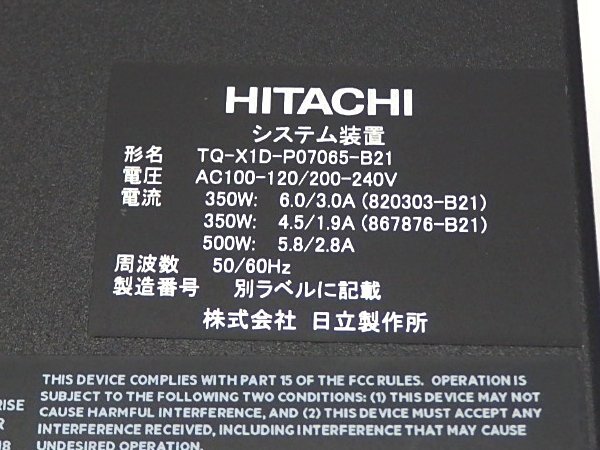 HITACHI
システム装置
形名 TQ-X1D-P07065-B21
電圧 AC100-120/200-240V
電流 350W: 6.0/3.0A (820303-B21)
350W: 4.5/1.9A (867876-B21)
500W: 5.8/2.8A
周波数 50/60Hz
製造番号 別ラベルに記載
株式会社 日立製作所
THIS DEVICE COMPLIES WITH PART 15 OF THE FCC RULES. OPERATION IS
SUBJECT TO THE FOLLOWING TWO CONDITIONS: (1) THIS DEVICE MAY NOT
RISE CAUSE HARMFUL INTERFERENCE, AND (2) THIS DEVICE MUST ACCEPT ANY
R INTERFERENCE RECEIVED, INCLUDING INTERFERENCE THAT MAY CAUSE
18 UNDESIRED OPERATION.